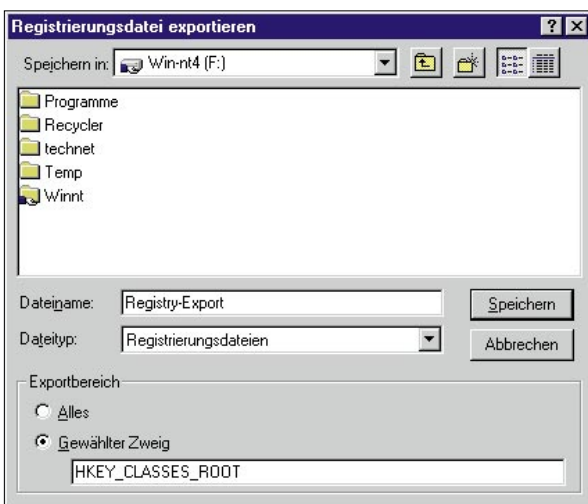 Registrierungsdatei exportieren
Speichern in: Win-nt4 (F:)
Programme
Recycler
technet
Temp
Winnt
Dateiname: Registry-Export Speichern
Dateityp: Registrierungsdateien Abbrechen
Exportbereich
Alles
Gewählter Zweig
HKEY_CLASSES_ROOT